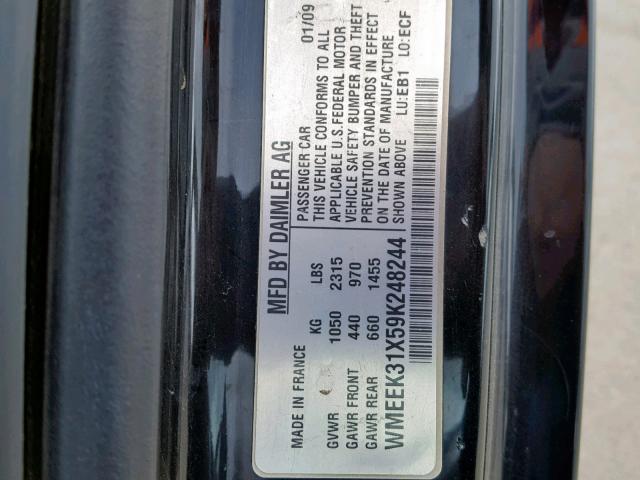 MFD BY DAIMLER AG
MADE IN FRANCE
KG LBS
GVWR 1050 2315
GAWR FRONT 440 970
GAWR REAR 660 1455
WMEEK31X59K248244
PASSENGER CAR 01/09
THIS VEHICLE CONFORMS TO ALL
APPLICABLE U.S.FEDERAL MOTOR
VEHICLE SAFETY BUMPER AND THEFT
PREVENTION STANDARDS IN EFFECT
ON THE DATE OF MANUFACTURE
SHOWN ABOVE LU:EB1 LO:ECF